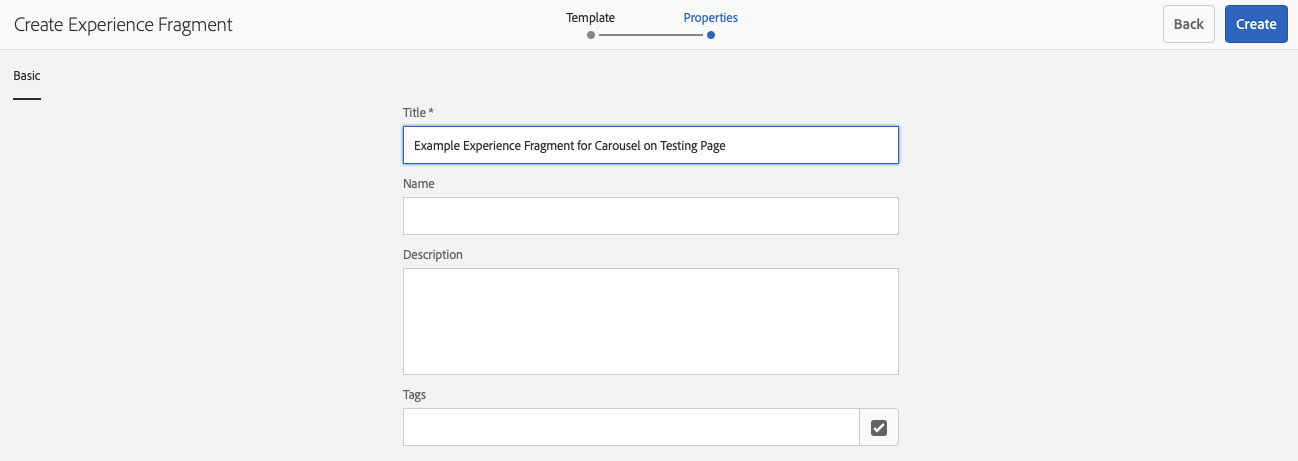 Create Experience Fragment
Template
Properties
Back
Create
Basic
Title *
Example Experience Fragment for Carousel on Testing Page
Name
Description
Tags